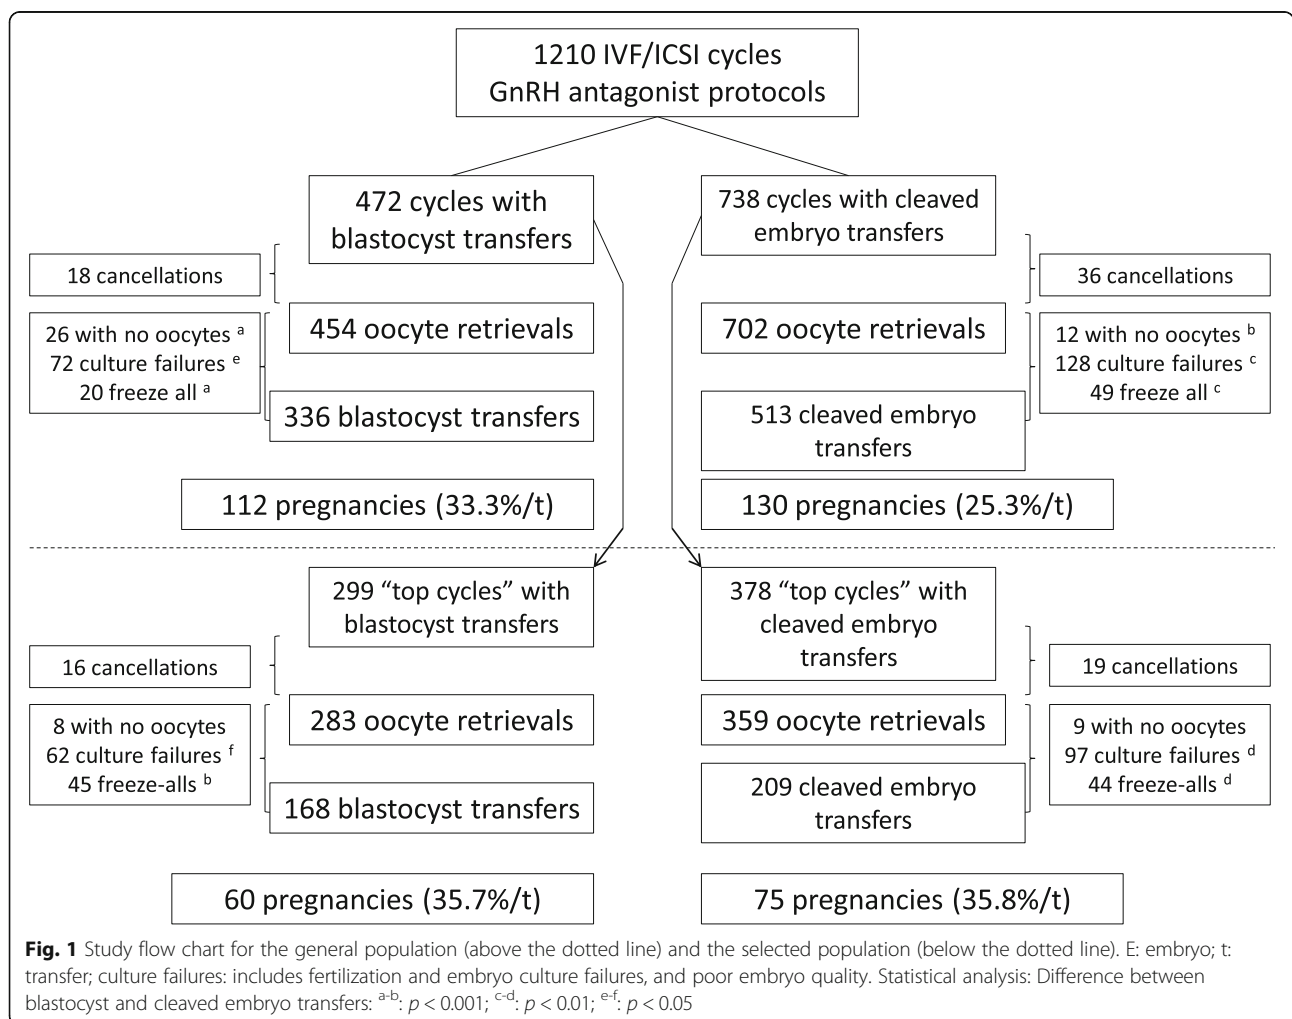 1210 IVF/ICSI cycles
GnRH antagonist protocols
472 cycles with
blastocyst transfers
738 cycles with cleaved
embryo transfers
18 cancellations
36 cancellations
26 with no oocytes a
72 culture failures e
20 freeze all a
454 oocyte retrievals
702 oocyte retrievals
12 with no oocytes b
128 culture failures c
49 freeze all c
336 blastocyst transfers
513 cleaved embryo
transfers
112 pregnancies (33.3%/t)
130 pregnancies (25.3%/t)
299 “top cycles” with
blastocyst transfers
378 “top cycles” with
cleaved embryo
transfers
16 cancellations
19 cancellations
8 with no oocytes
62 culture failures f
45 freeze-alls b
283 oocyte retrievals
359 oocyte retrievals
9 with no oocytes
97 culture failures d
44 freeze-alls d
168 blastocyst transfers
209 cleaved embryo
transfers
60 pregnancies (35.7%/t)
75 pregnancies (35.8%/t)
Fig. 1 Study flow chart for the general population (above the dotted line) and the selected population (below the dotted line). E: embryo; t:
transfer; culture failures: includes fertilization and embryo culture failures, and poor embryo quality. Statistical analysis: Difference between
blastocyst and cleaved embryo transfers: a-b: p < 0.001; c-d: p < 0.01; e-f: p < 0.05